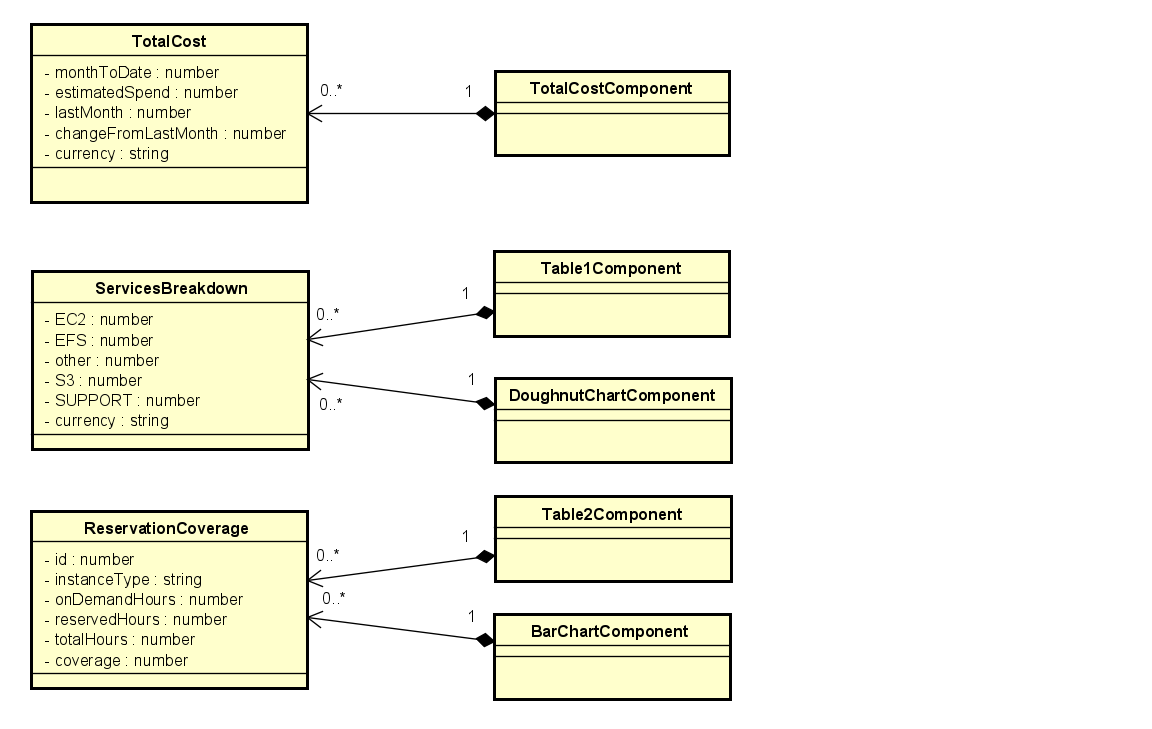 TotalCost
- monthToDate : number
- estimatedSpend : number
- lastMonth : number
- changeFromLastMonth : number
- currency : string
0..*
1
TotalCostComponent
ServicesBreakdown
- EC2 : number
- EFS : number
- other : number
- S3 : number
- SUPPORT : number
- currency : string
0..*
1
Table1Component
0..*
1
DoughnutChartComponent
ReservationCoverage
- id : number
- instanceType : string
- onDemandHours : number
- reservedHours : number
- totalHours : number
- coverage : number
0..*
1
Table2Component
0..*
1
BarChartComponent